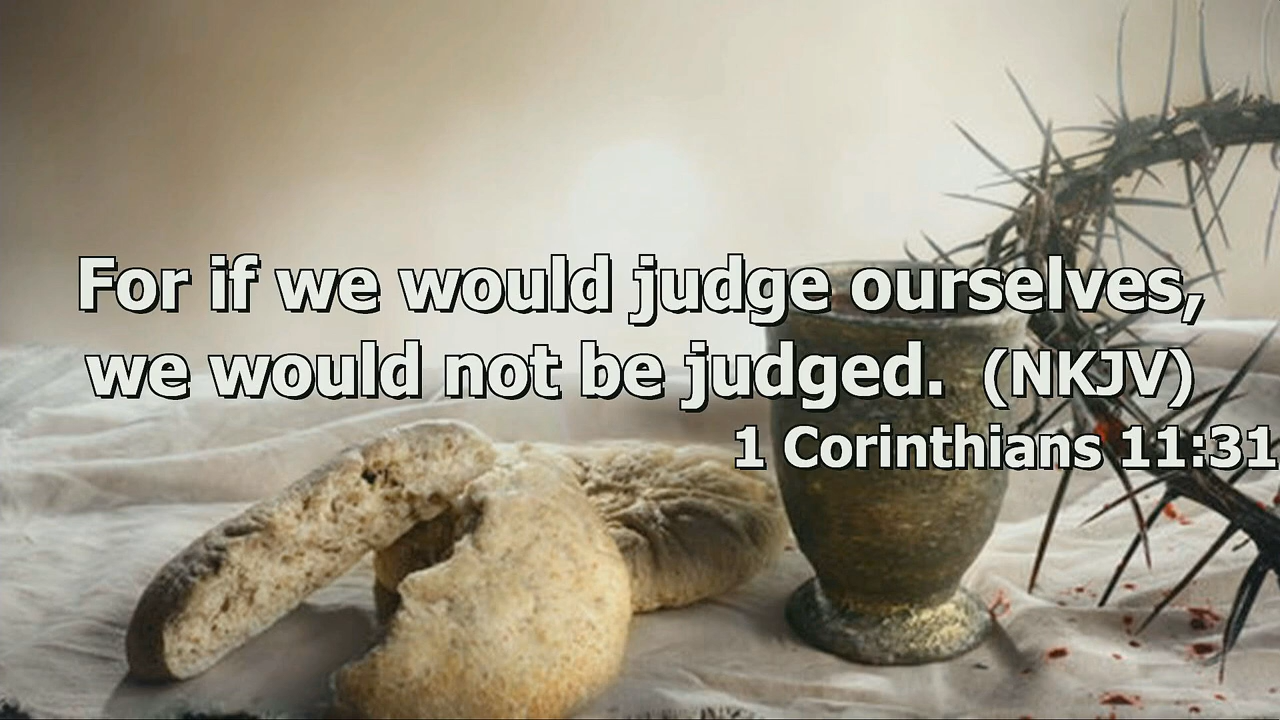 For if we would judge ourselves,
we would not be judged. (NKJV)
1 Corinthians 11:31